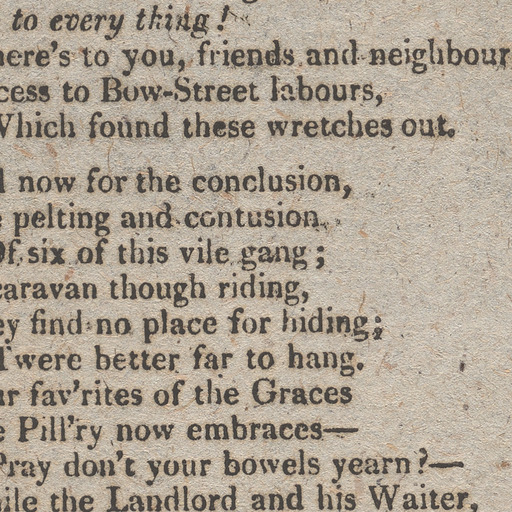 to every thing!
here's to you, friends and neighbour
cess to Bow-Street labours,
Which found these wretches out.
now for the conclusion,
pelting and contusion
Of six of this vile gang;
caravan though riding,
ey find no place for hiding;
'Twere better far to hang.
ur fav'rites of the Graces
e Pill'ry now embraces—
Pray don't your bowels yearn?—
hile the Landlord and his Waiter,